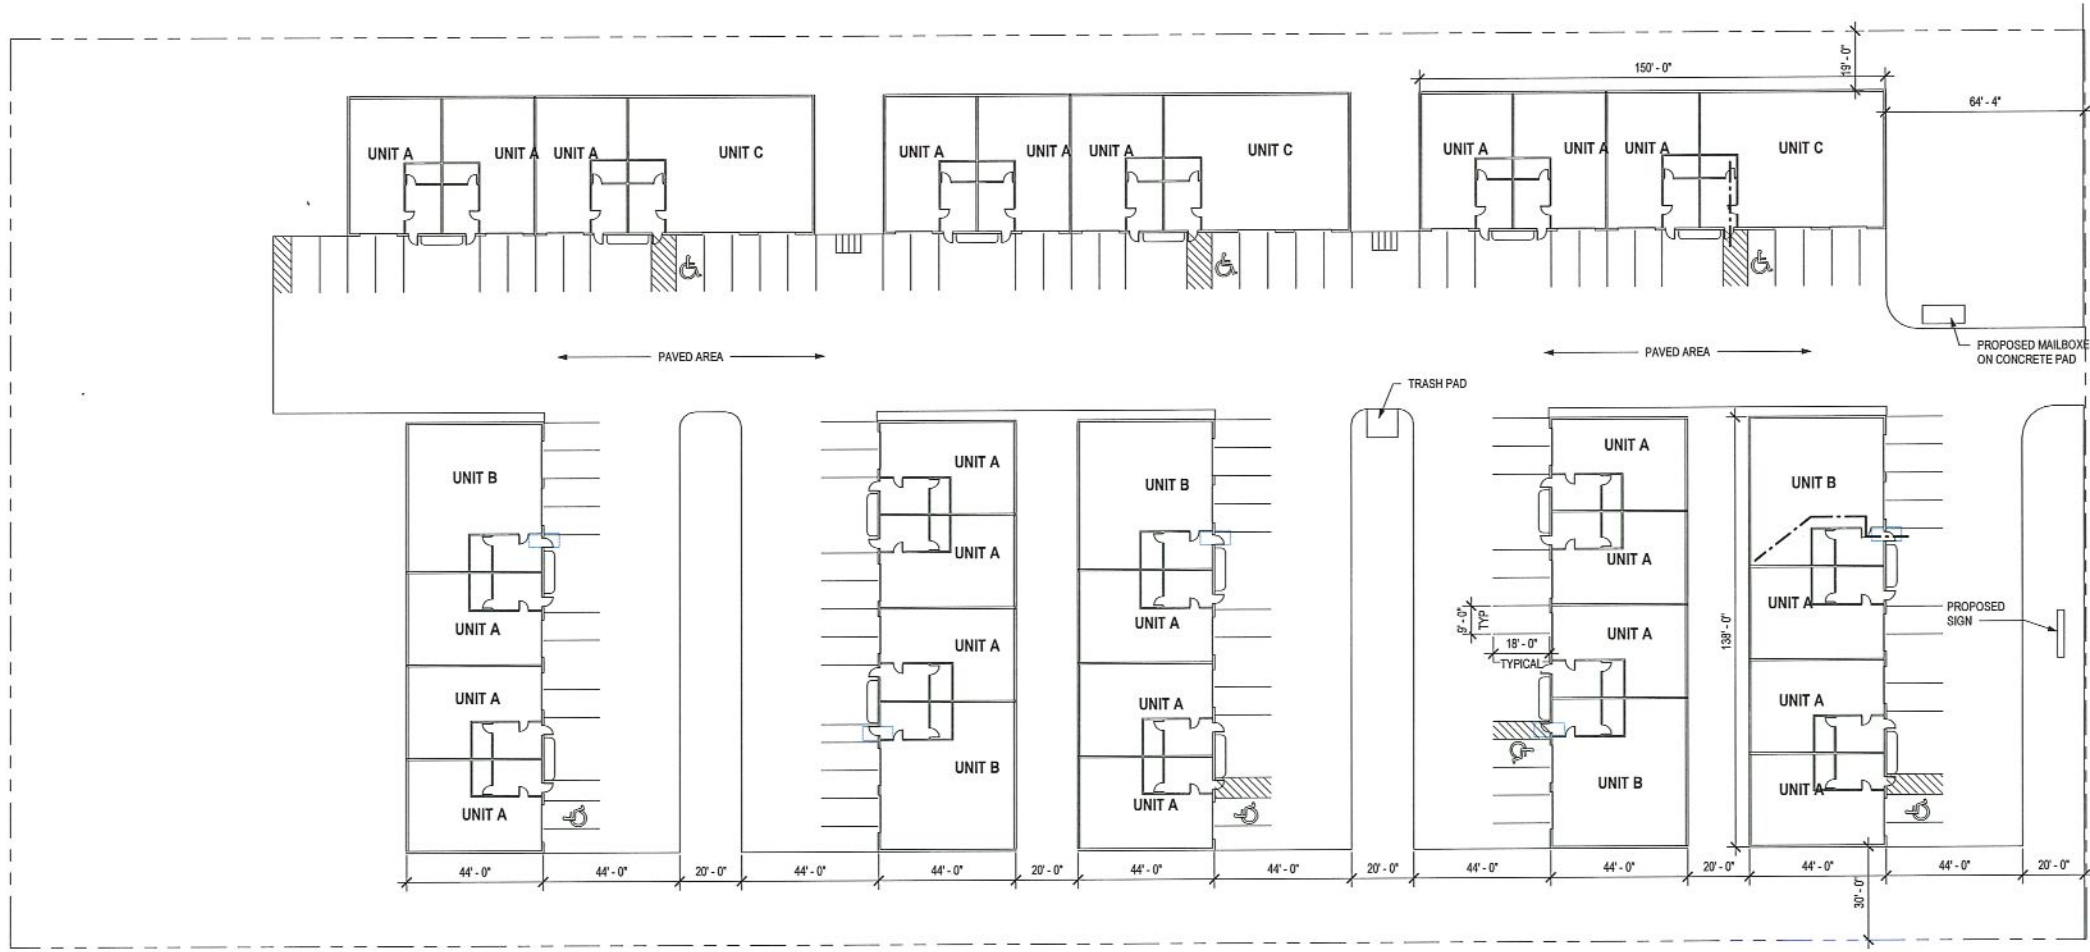 19' - 0"
150' - 0"
64' - 4"
UNIT A
UNIT A
UNIT A
UNIT C
UNIT A
UNIT A
UNIT A
UNIT C
UNIT A
UNIT A
UNIT A
UNIT C
PAVED AREA
PAVED AREA
PROPOSED MAILBOXE
ON CONCRETE PAD
TRASH PAD
UNIT B
UNIT A
UNIT A
UNIT A
UNIT A
UNIT A
UNIT A
UNIT B
UNIT B
UNIT A
UNIT A
UNIT A
UNIT A
UNIT A
UNIT A
UNIT B
9' - 0"
TYP
18' - 0"
TYPICAL
138' - 0"
UNIT B
UNIT A
UNIT A
UNIT A
PROPOSED
SIGN
44' - 0"
44' - 0"
20' - 0"
44' - 0"
44' - 0"
20' - 0"
44' - 0"
44' - 0"
20' - 0"
44' - 0"
44' - 0"
20' - 0"
44' - 0"
44' - 0"
20' - 0"
30' - 0"